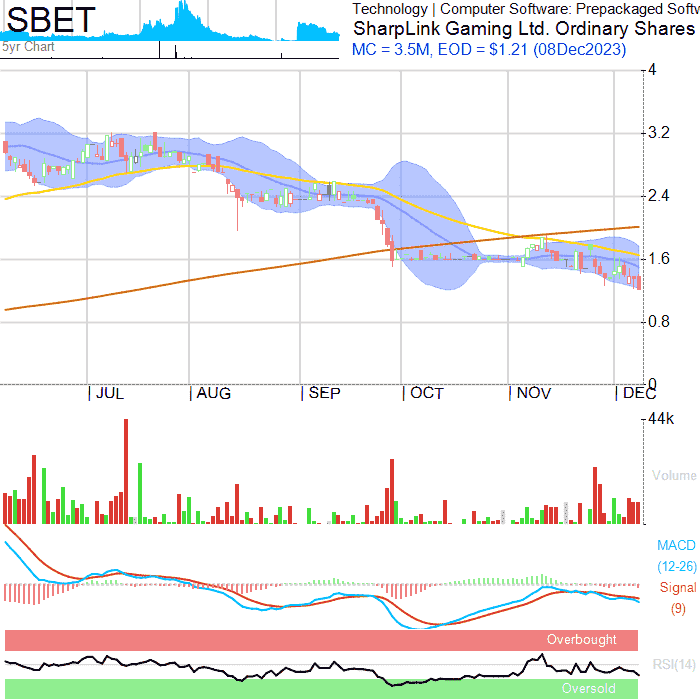 SBET
5yr Chart
Technology | Computer Software: Prepackaged Softw
SharpLink Gaming Ltd. Ordinary Shares
MC = 3.5M, EOD = $1.21 (08Dec2023)
4
3.2
2.4
1.6
0.8
0
JUL AUG SEP OCT NOV DEC
44k
Volume
MACD
(12-26)
Signal
(9)
Overbought
RSI(14)
Oversold